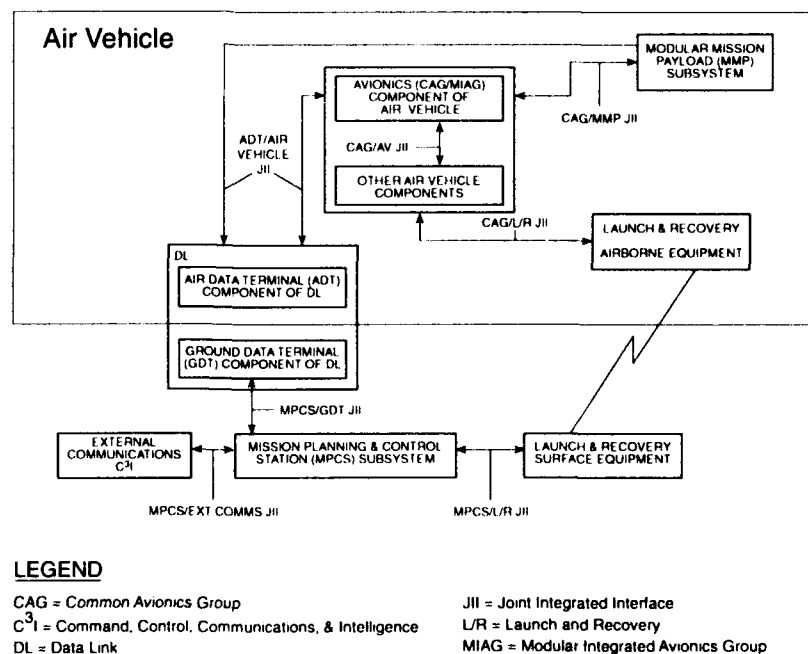 Air Vehicle
MODULAR MISSION
PAYLOAD (MMP)
SUBSYSTEM
AVIONICS (CAG/MIAG)
COMPONENT OF
AIR VEHICLE
CAG/MMP JII
ADT/AIR
VEHICLE
JII
CAG/AV JII
OTHER AIR VEHICLE
COMPONENTS
CAG/L/R JII
LAUNCH & RECOVERY
AIRBORNE EQUIPMENT
DL
AIR DATA TERMINAL (ADT)
COMPONENT OF DL
GROUND DATA TERMINAL
(GDT) COMPONENT OF DL
MPCS/GDT JII
EXTERNAL
COMMUNICATIONS
C³I
MISSION PLANNING & CONTROL
STATION (MPCS) SUBSYSTEM
LAUNCH & RECOVERY
SURFACE EQUIPMENT
MPCS/EXT COMMS JII
MPCS/L/R JII
LEGEND
CAG = Common Avionics Group
C³I = Command, Control, Communications, & Intelligence
DL = Data Link
JII = Joint Integrated Interface
L/R = Launch and Recovery
MIAG = Modular Integrated Avionics Group